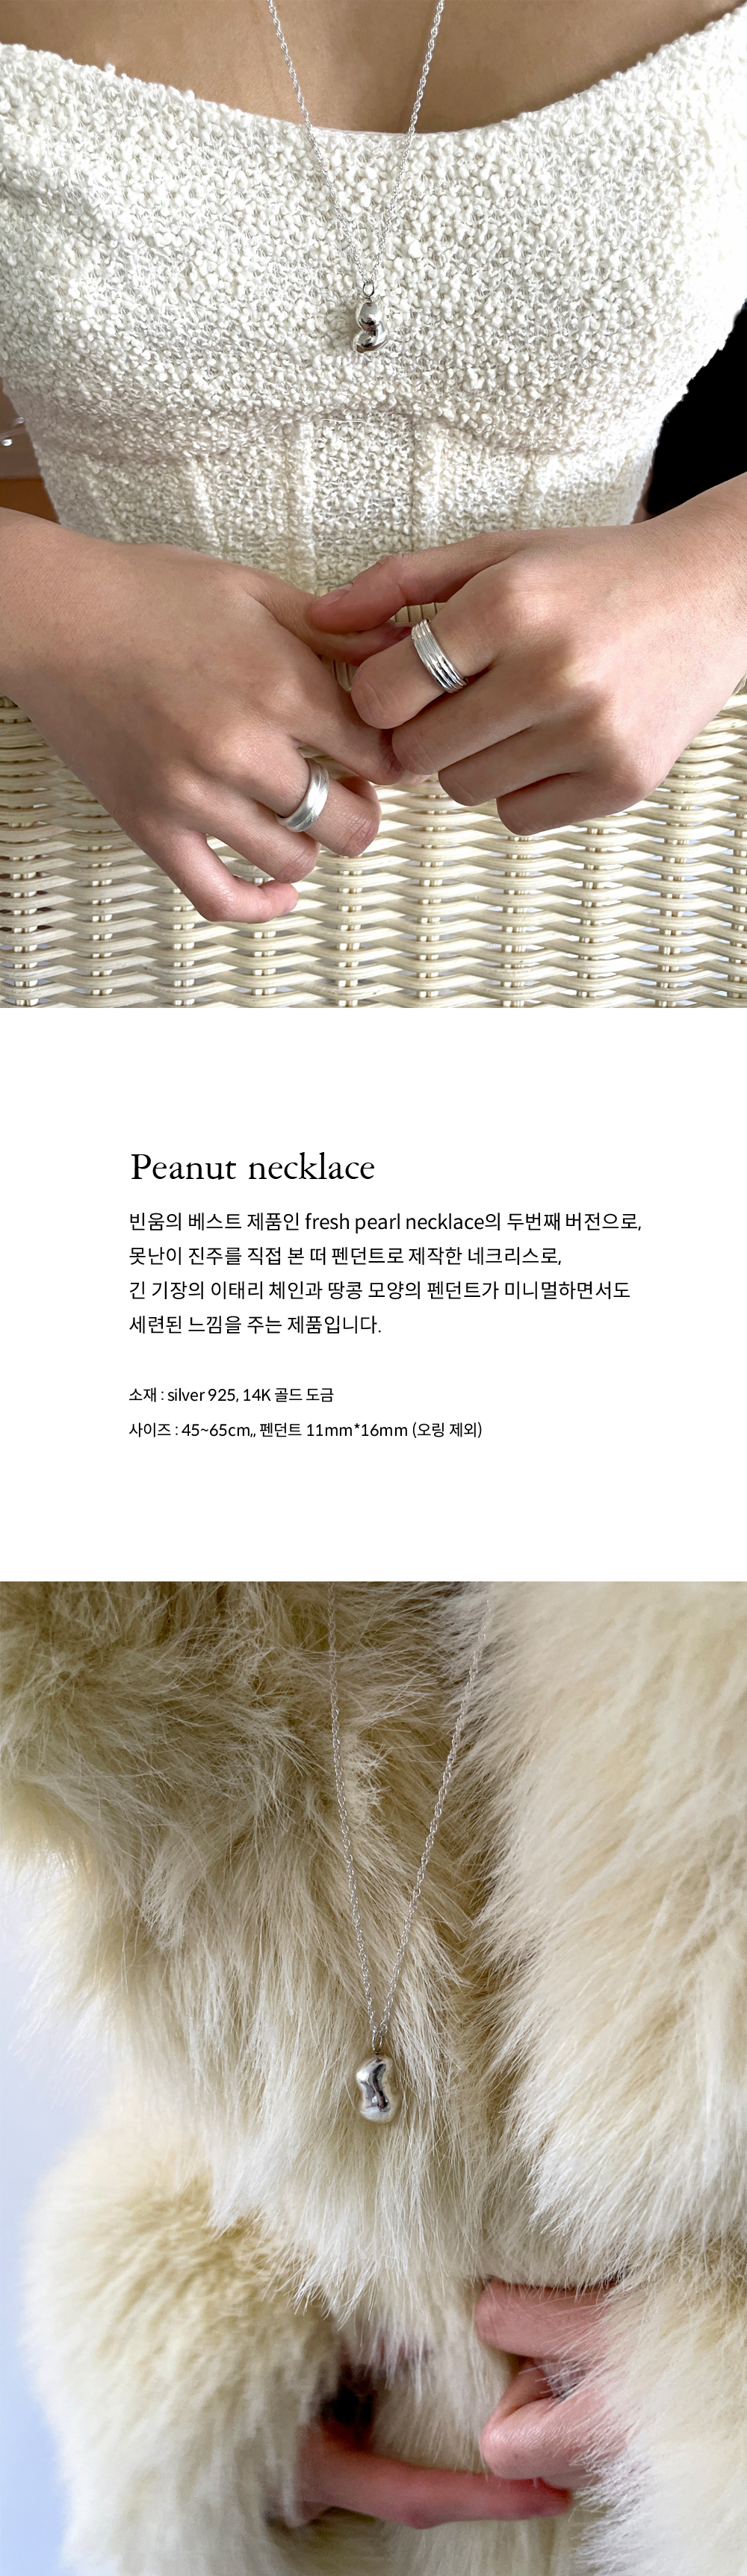 Peanut necklace
빈움의 베스트 제품인 fresh pearl necklace의 두번째 버전으로,
못난이 진주를 직접 본 떠 펜던트로 제작한 네크리스로,
긴 기장의 이태리 체인과 땅콩 모양의 펜던트가 미니멀하면서도
세련된 느낌을 주는 제품입니다.
소재 : silver 925, 14K 골드 도금
사이즈 : 45~65cm,, 펜던트 11mm*16mm (오링 제외)